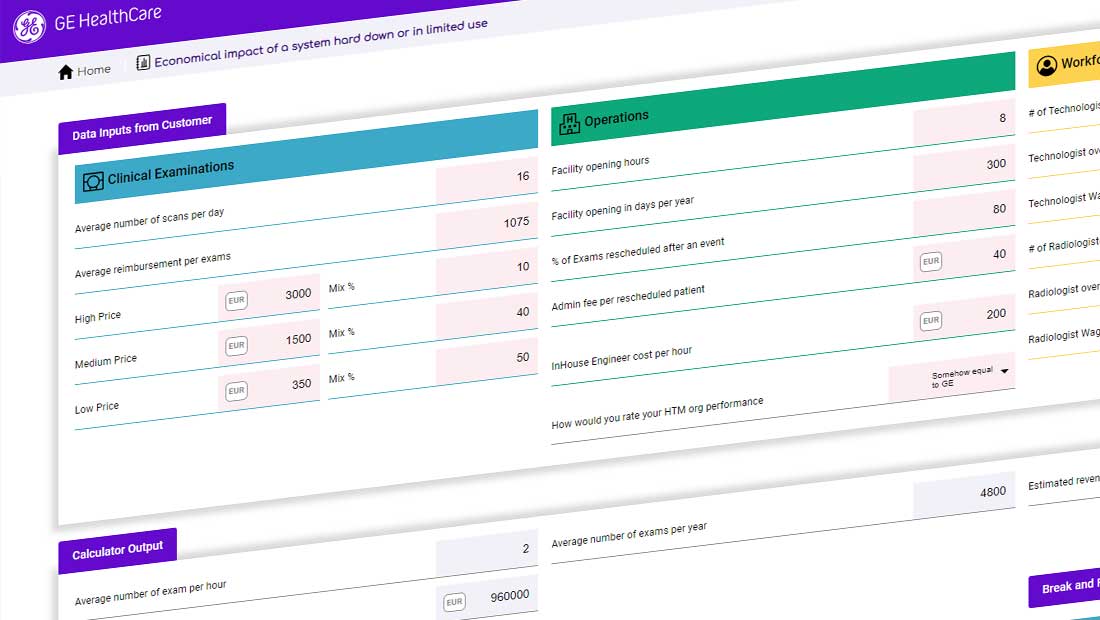 GE HealthCare
Home
Economical impact of a system hard down or in limited use
Data Inputs from Customer
Clinical Examinations
Average number of scans per day 16
Average reimbursement per exams 1075
High Price EUR 3000 Mix % 10
Medium Price EUR 1500 Mix % 40
Low Price EUR 350 Mix % 50
Operations
Facility opening hours 8
Facility opening in days per year 300
% of Exams rescheduled after an event 80
Admin fee per rescheduled patient EUR 40
InHouse Engineer cost per hour EUR 200
How would you rate your HTM org performance Somehow equal
to GE
Workfo
# of Technologis
Technologist ove
Technologist Wa
# of Radiologist
Radiologist over
Radiologist Wag
Calculator Output
Average number of exam per hour 2
EUR 960000
Average number of exams per year 4800
Estimated reven
Break and